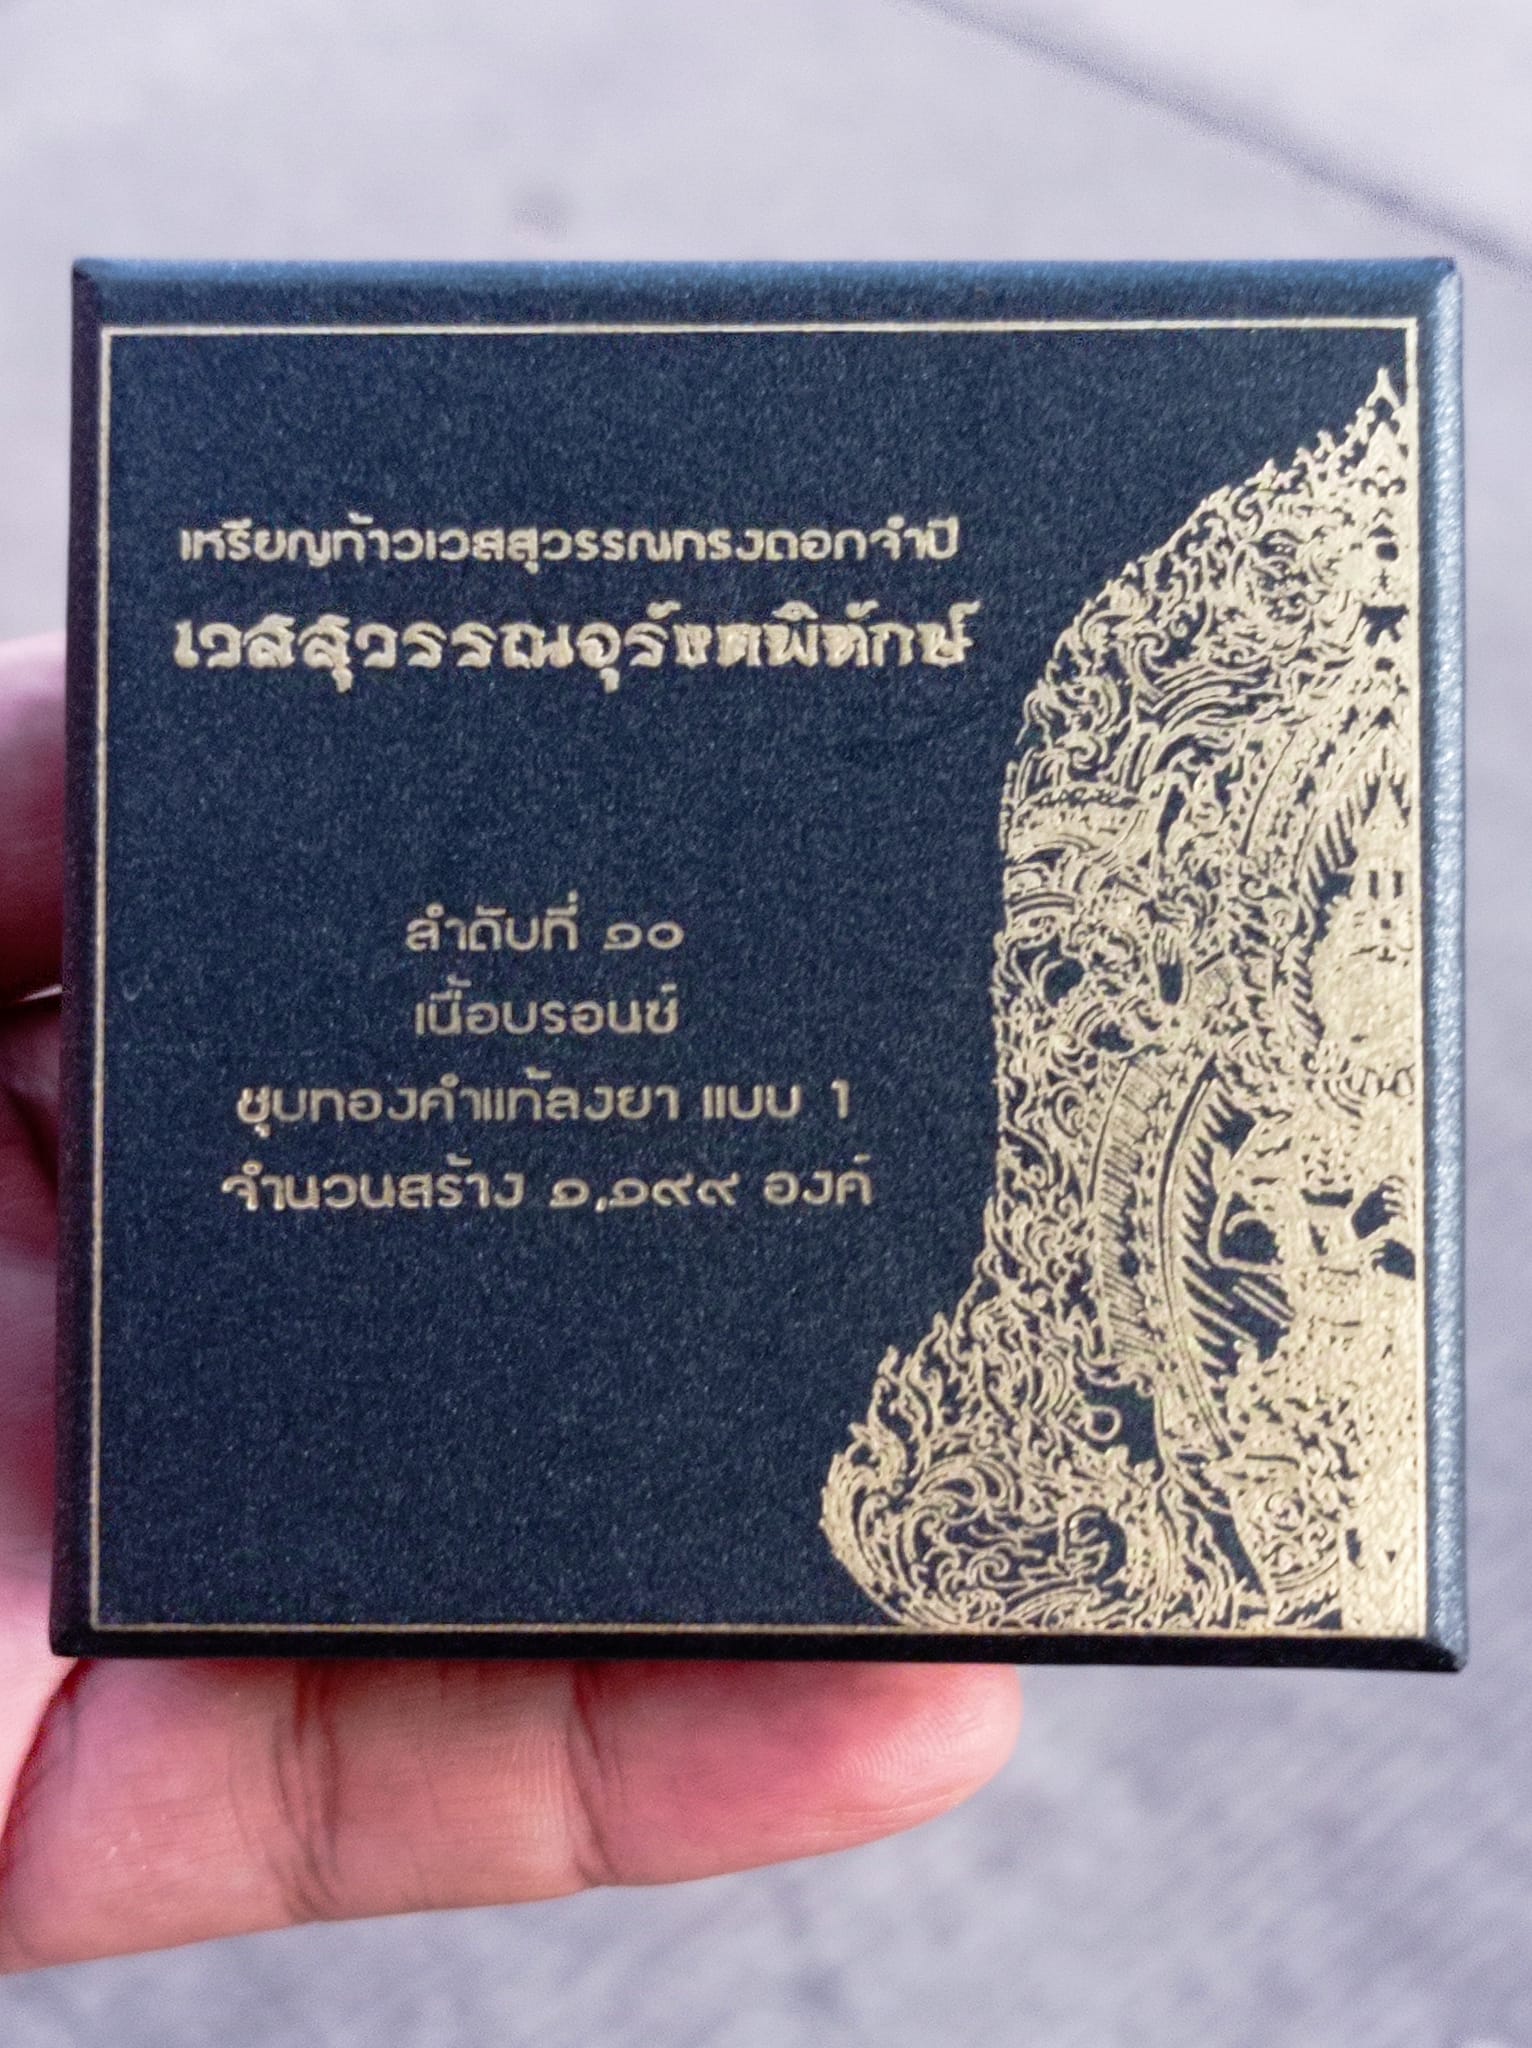 เหรียญท้าวเวสสุวรรณทรงดอกจำปี
เวสสุวรรณจุรัหตพิทักษ์
ลำดับที่ ๑๐
เนื้อบรอนซ์
ชุบทองคำแท้ลงยา แบบ 1
จำนวนสร้าง ๑,๑๙๙ องค์